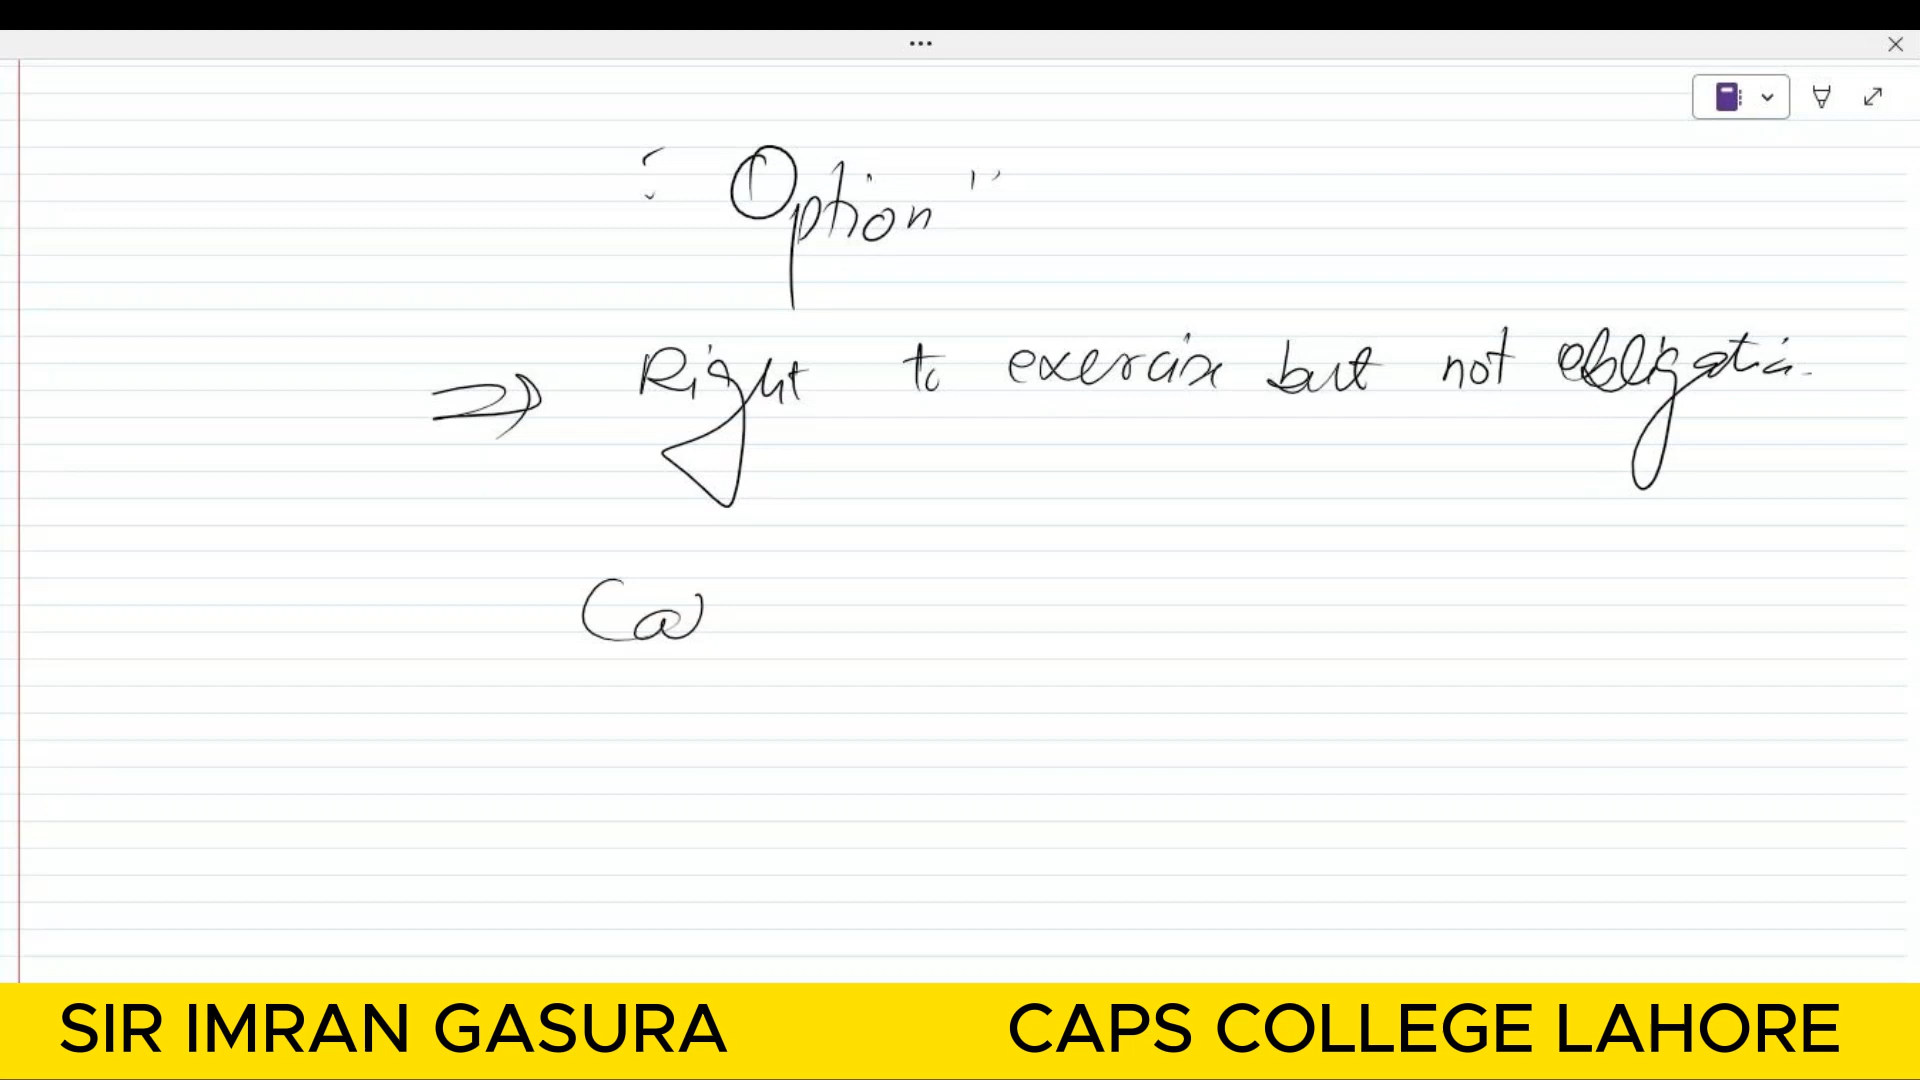 "Option"
⇒ Right to exercise but not obligation.
Ca
SIR IMRAN GASURA
CAPS COLLEGE LAHORE